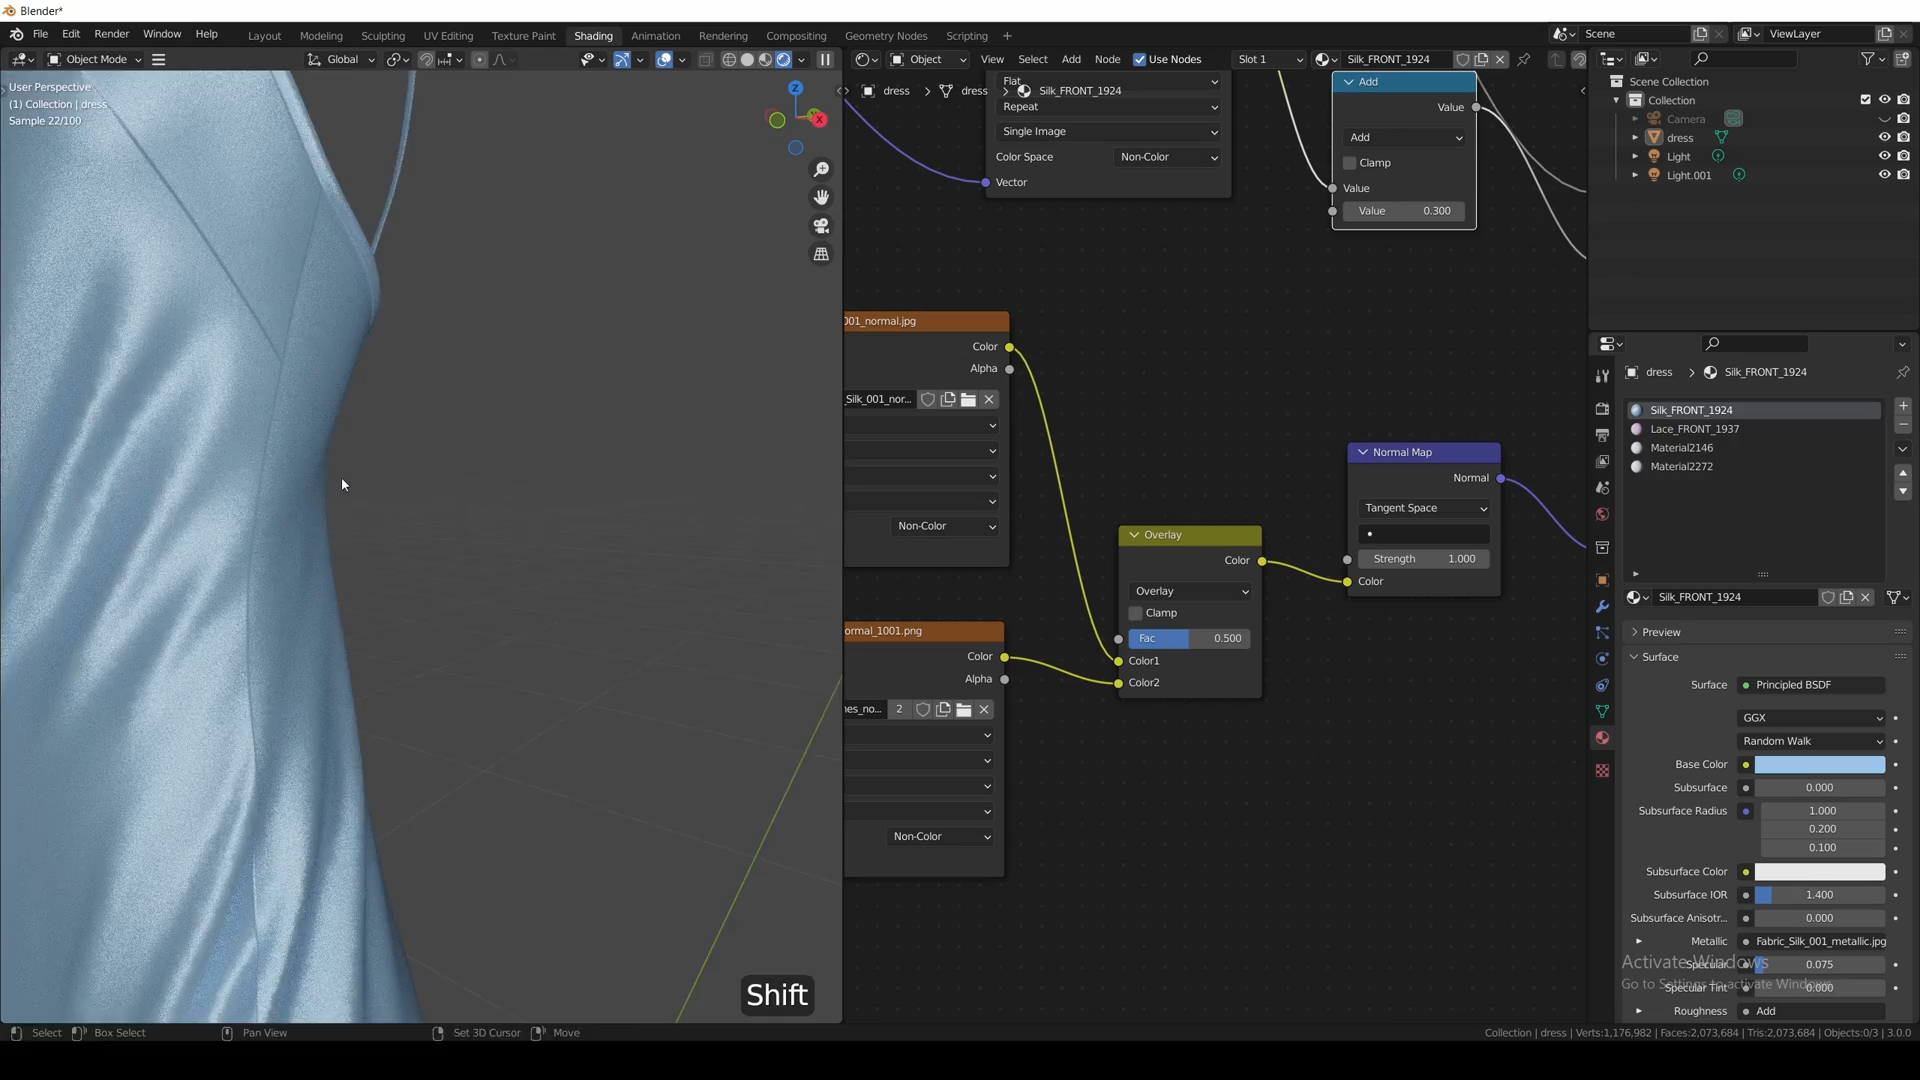 Blender*
File Edit Render Window Help Layout Modeling Sculpting UV Editing Texture Paint Shading Animation Rendering Compositing Geometry Nodes Scripting + Scene ViewLayer
Object Mode Global Object View Select Add Node Use Nodes Slot 1 Silk_FRONT_1924
User Perspective
(1) Collection | dress
Sample 22/100
Z
X
Flat
dress > dress > Silk_FRONT_1924
Repeat
Single Image
Color Space Non-Color
Vector
Add
Value
Add
Clamp
Value
Value 0.300
001_normal.jpg
Color
Alpha
_Silk_001_nor...
Non-Color
ormal_1001.png
Color
Alpha
nes_no... 2
Non-Color
Overlay
Color
Overlay
Clamp
Fac 0.500
Color1
Color2
Normal Map
Normal
Tangent Space
Strength 1.000
Color
Scene Collection
Collection
Camera
dress
Light
Light.001
dress > Silk_FRONT_1924
Silk_FRONT_1924
Lace_FRONT_1937
Material2146
Material2272
Silk_FRONT_1924
Preview
Surface
Surface Principled BSDF
GGX
Random Walk
Base Color
Subsurface 0.000
Subsurface Radius 1.000
0.200
0.100
Subsurface Color
Subsurface IOR 1.400
Subsurface Anisotr... 0.000
Metallic Fabric_Silk_001_metallic.jpg
Activate Windows
Specular 0.075
Go to Settings to activate Windows.
Specular Tint 0.000
Roughness Add
Shift
Select Box Select Pan View Set 3D Cursor Move Collection | dress | Verts:1,176,982 | Faces:2,073,684 | Tris:2,073,684 | Objects:0/3 | 3.0.0